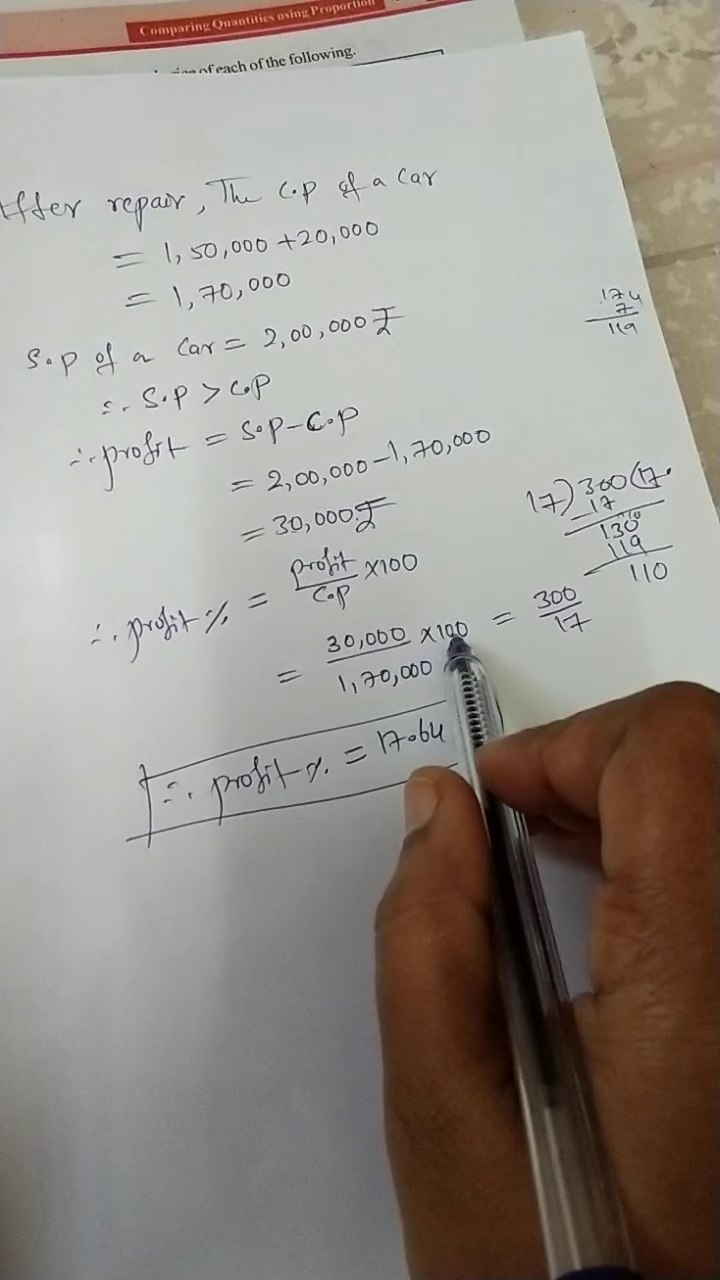 Comparing Quantities using Proportion
of each of the following.
After repair, The C.P of a car
= 1,50,000 + 20,000
= 1,70,000
S.P of a car = 2,00,000 ₹
∴ S.P > C.P
∴ profit = S.P - C.P
= 2,00,000 - 1,70,000
= 30,000 ₹
∴ profit % = profit/C.P × 100
= 30,000/1,70,000 × 100 = 300/17
∴ profit % = 17.64
7
119
17) 300 (17.
17
130
119
110